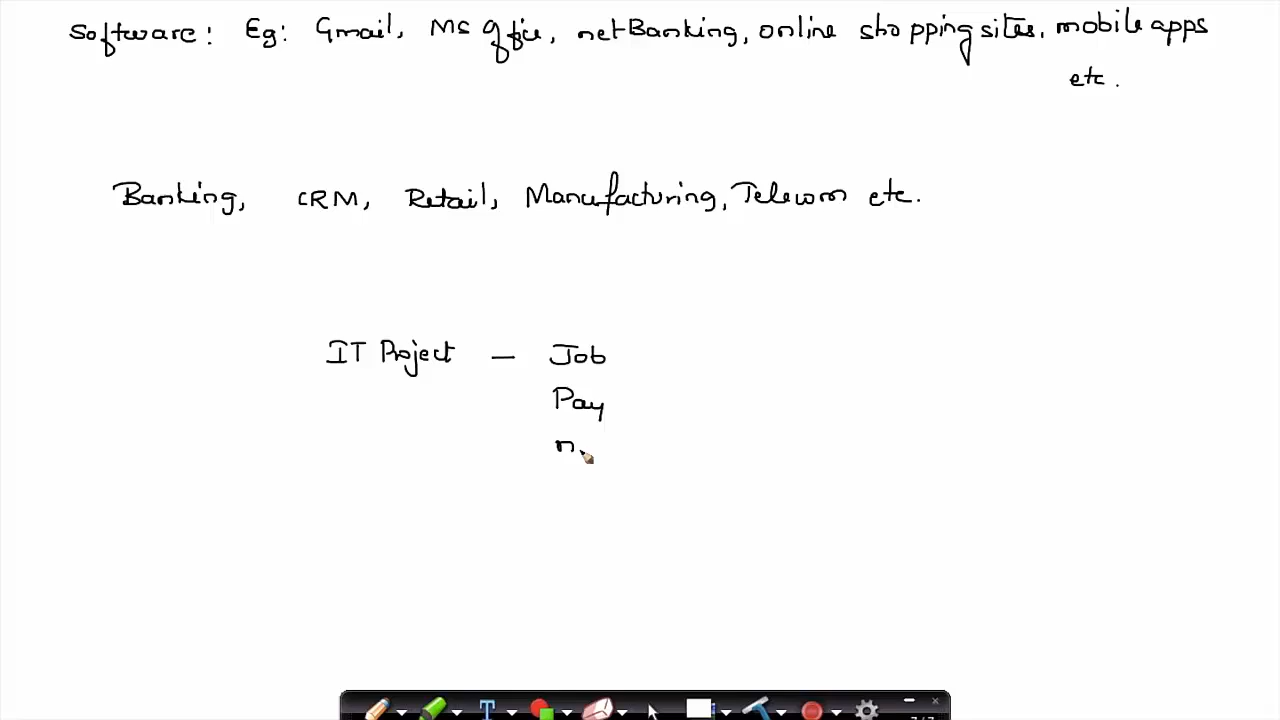 Software: Eg: Gmail, MS Office, netBanking, online shopping sites, mobile apps
etc.
Banking, CRM, Retail, Manufacturing, Telecom etc.
IT Project — Job
Pay
n